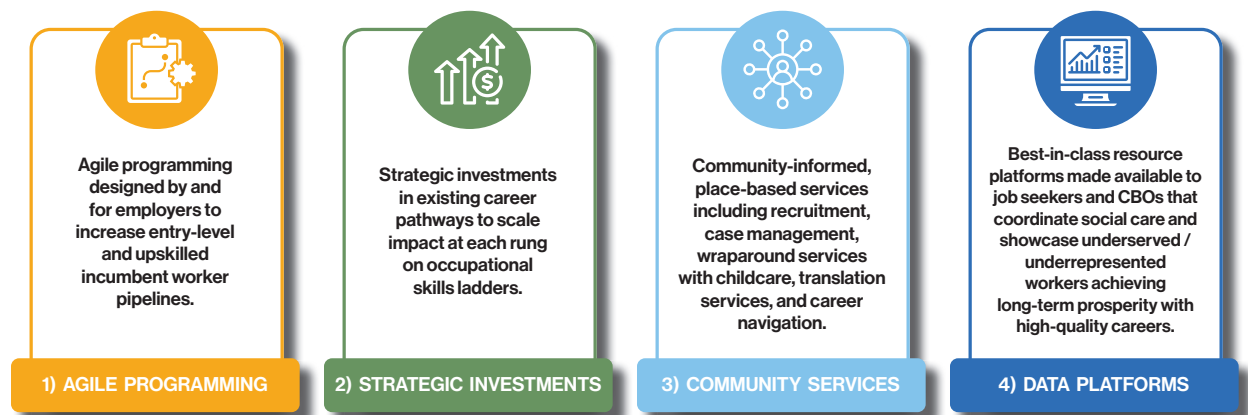 Agile programming
designed by and
for employers to
increase entry-level
and upskilled
incumbent worker
pipelines.
1) AGILE PROGRAMMING
Strategic investments
in existing career
pathways to scale
impact at each rung
on occupational
skills ladders.
2) STRATEGIC INVESTMENTS
Community-informed,
place-based services
including recruitment,
case management,
wraparound services
with childcare, translation
services, and career
navigation.
3) COMMUNITY SERVICES
Best-in-class resource
platforms made available to
job seekers and CBOs that
coordinate social care and
showcase underserved /
underrepresented
workers achieving
long-term prosperity with
high-quality careers.
4) DATA PLATFORMS